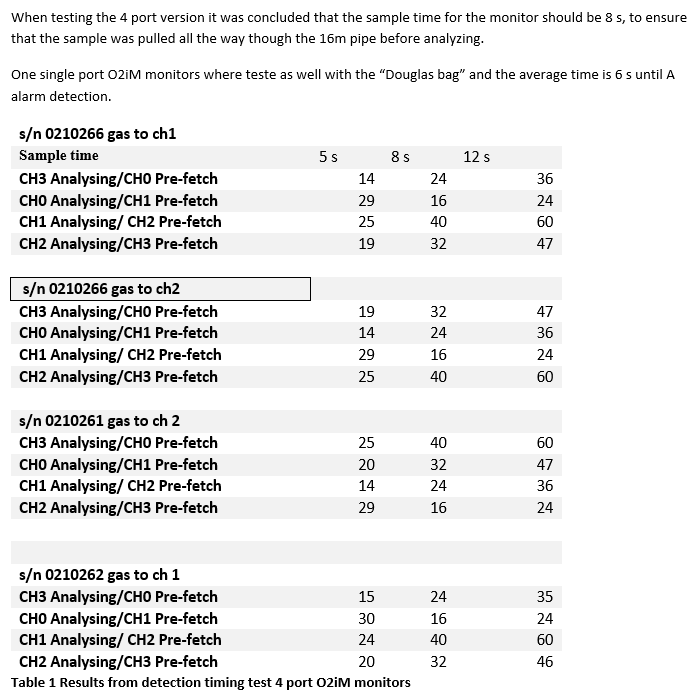 When testing the 4 port version it was concluded that the sample time for the monitor should be 8 s, to ensure
that the sample was pulled all the way though the 16m pipe before analyzing.
One single port O2iM monitors where teste as well with the “Douglas bag” and the average time is 6 s until A
alarm detection.
s/n 0210266 gas to ch1
Sample time 5 s 8 s 12 s
CH3 Analysing/CH0 Pre-fetch 14 24 36
CH0 Analysing/CH1 Pre-fetch 29 16 24
CH1 Analysing/ CH2 Pre-fetch 25 40 60
CH2 Analysing/CH3 Pre-fetch 19 32 47
s/n 0210266 gas to ch2
CH3 Analysing/CH0 Pre-fetch 19 32 47
CH0 Analysing/CH1 Pre-fetch 14 24 36
CH1 Analysing/ CH2 Pre-fetch 29 16 24
CH2 Analysing/CH3 Pre-fetch 25 40 60
s/n 0210261 gas to ch 2
CH3 Analysing/CH0 Pre-fetch 25 40 60
CH0 Analysing/CH1 Pre-fetch 20 32 47
CH1 Analysing/ CH2 Pre-fetch 14 24 36
CH2 Analysing/CH3 Pre-fetch 29 16 24
s/n 0210262 gas to ch 1
CH3 Analysing/CH0 Pre-fetch 15 24 35
CH0 Analysing/CH1 Pre-fetch 30 16 24
CH1 Analysing/ CH2 Pre-fetch 24 40 60
CH2 Analysing/CH3 Pre-fetch 20 32 46
Table 1 Results from detection timing test 4 port O2iM monitors